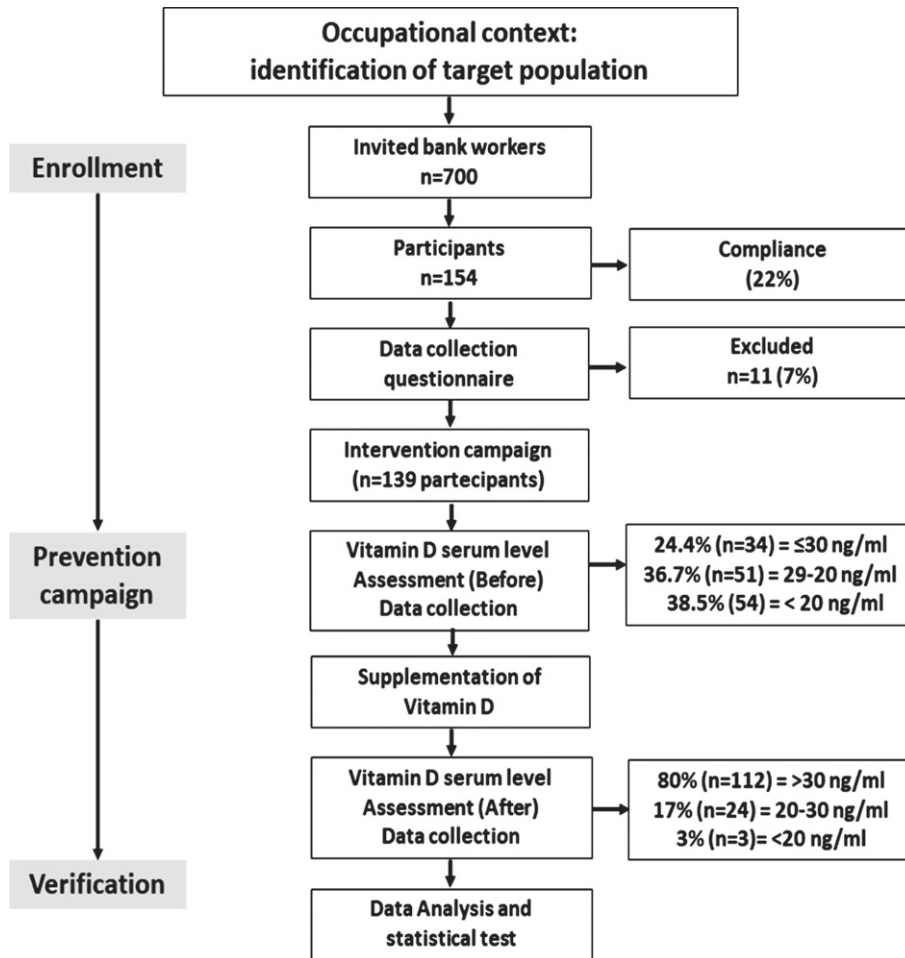 Occupational context:
identification of target population
Enrollment
Invited bank workers
n=700
Participants
n=154
Compliance
(22%)
Data collection
questionnaire
Excluded
n=11 (7%)
Intervention campaign
(n=139 partecipants)
Prevention
campaign
Vitamin D serum level
Assessment (Before)
Data collection
24.4% (n=34) = ≤30 ng/ml
36.7% (n=51) = 29-20 ng/ml
38.5% (54) = < 20 ng/ml
Supplementation of
Vitamin D
Vitamin D serum level
Assessment (After)
Data collection
80% (n=112) = >30 ng/ml
17% (n=24) = 20-30 ng/ml
3% (n=3)= <20 ng/ml
Verification
Data Analysis and
statistical test